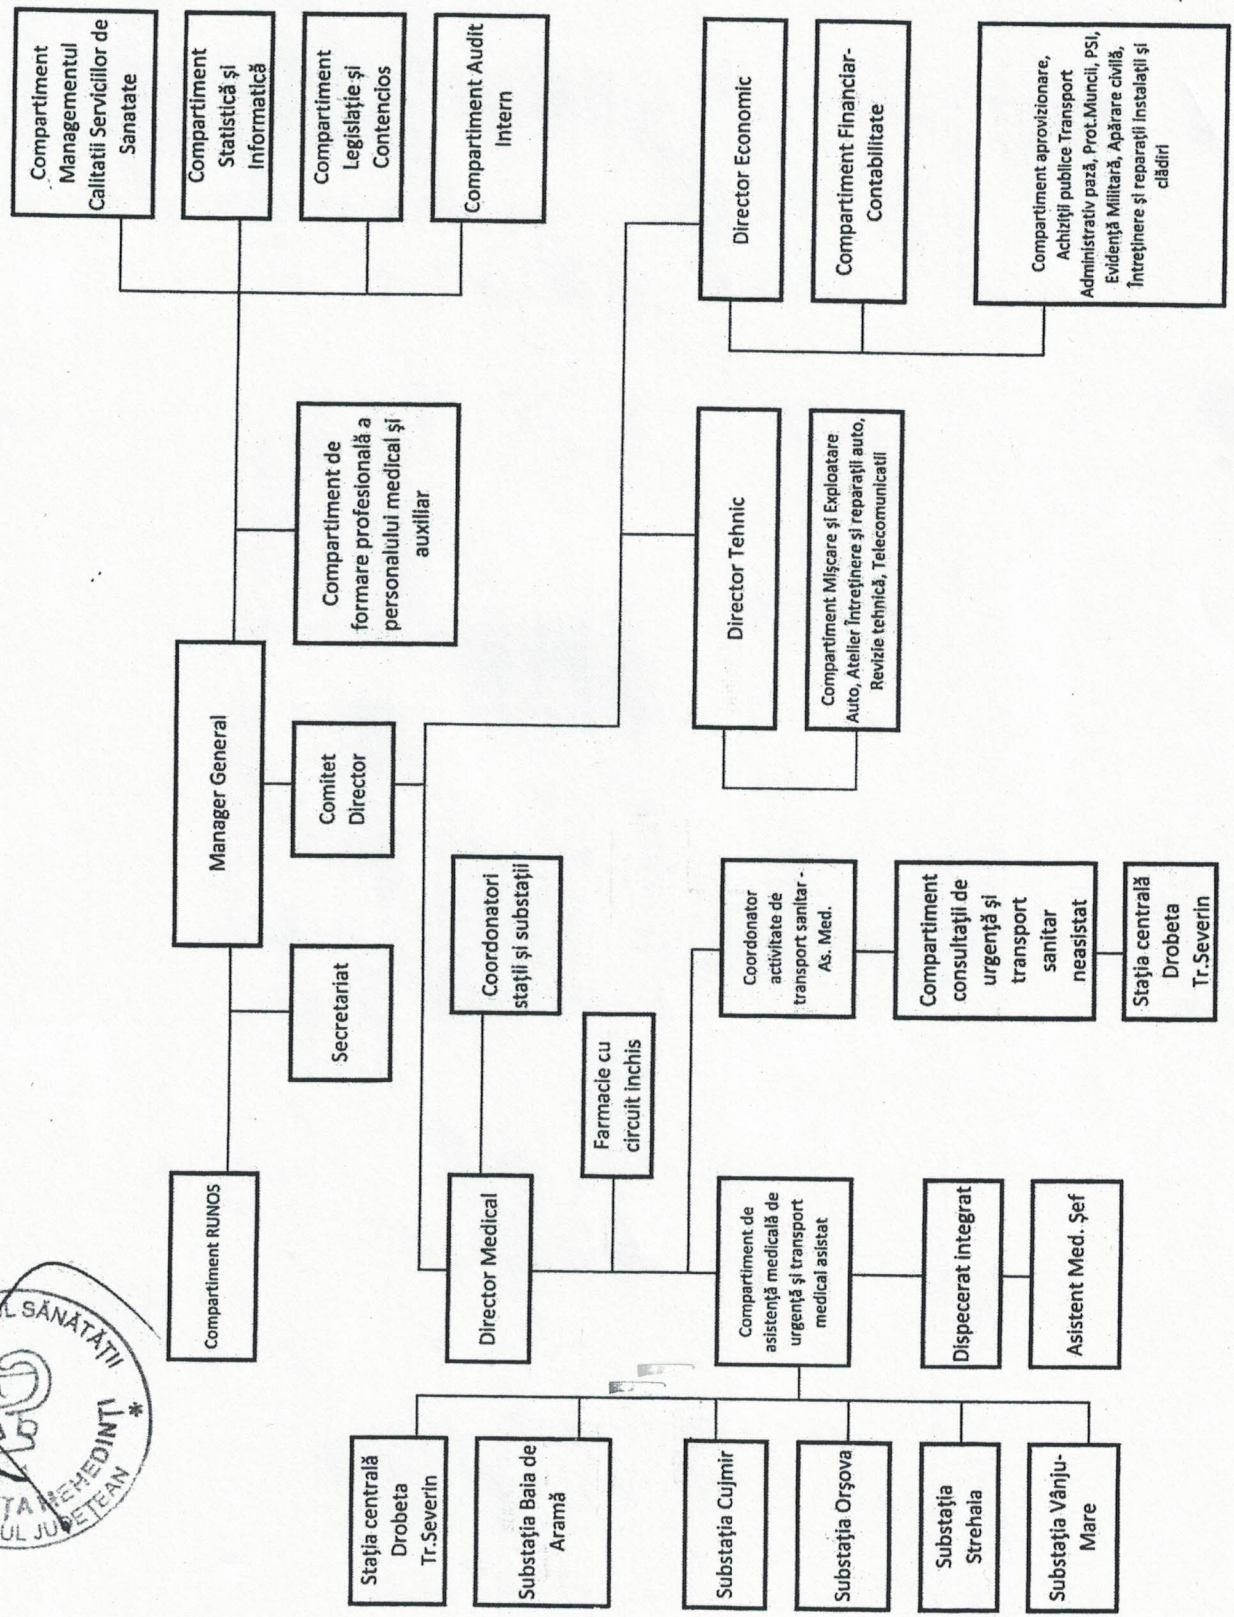 L SĂNĂTĂȚII
ȚA MEHEDINȚI
UL JUDEȚEAN
*
Compartiment RUNOS
Manager General
Secretariat
Comitet
Director
Compartiment de
formare profesională a
personalului medical și
auxiliar
Compartiment
Managementul
Calitatii Serviciilor de
Sanatate
Compartiment
Statistică și
Informatică
Compartiment
Legislație și
Contencios
Compartiment Audit
Intern
Director Medical
Coordonatori
stații și substații
Farmacie cu
circuit inchis
Stația centrală
Drobeta
Tr.Severin
Substația Baia de
Aramă
Substația Cujmir
Substația Orșova
Substația
Strehaia
Substația Vânju-
Mare
Compartiment de
asistență medicală de
urgență și transport
medical asistat
Dispecerat integrat
Asistent Med. Șef
Coordonator
activitate de
transport sanitar -
As. Med.
Compartiment
consultații de
urgență și
transport
sanitar
neasistat
Stația centrală
Drobeta
Tr.Severin
Director Tehnic
Compartiment Mișcare și Exploatare
Auto, Atelier Întreținere și reparații auto,
Revizie tehnică, Telecomunicatii
Director Economic
Compartiment Financiar-
Contabilitate
Compartiment aprovizionare,
Achiziții publice Transport
Administrativ pază, Prot.Muncii, PSI,
Evidență Militară, Apărare civilă,
Întreținere și reparații Instalații și
clădiri